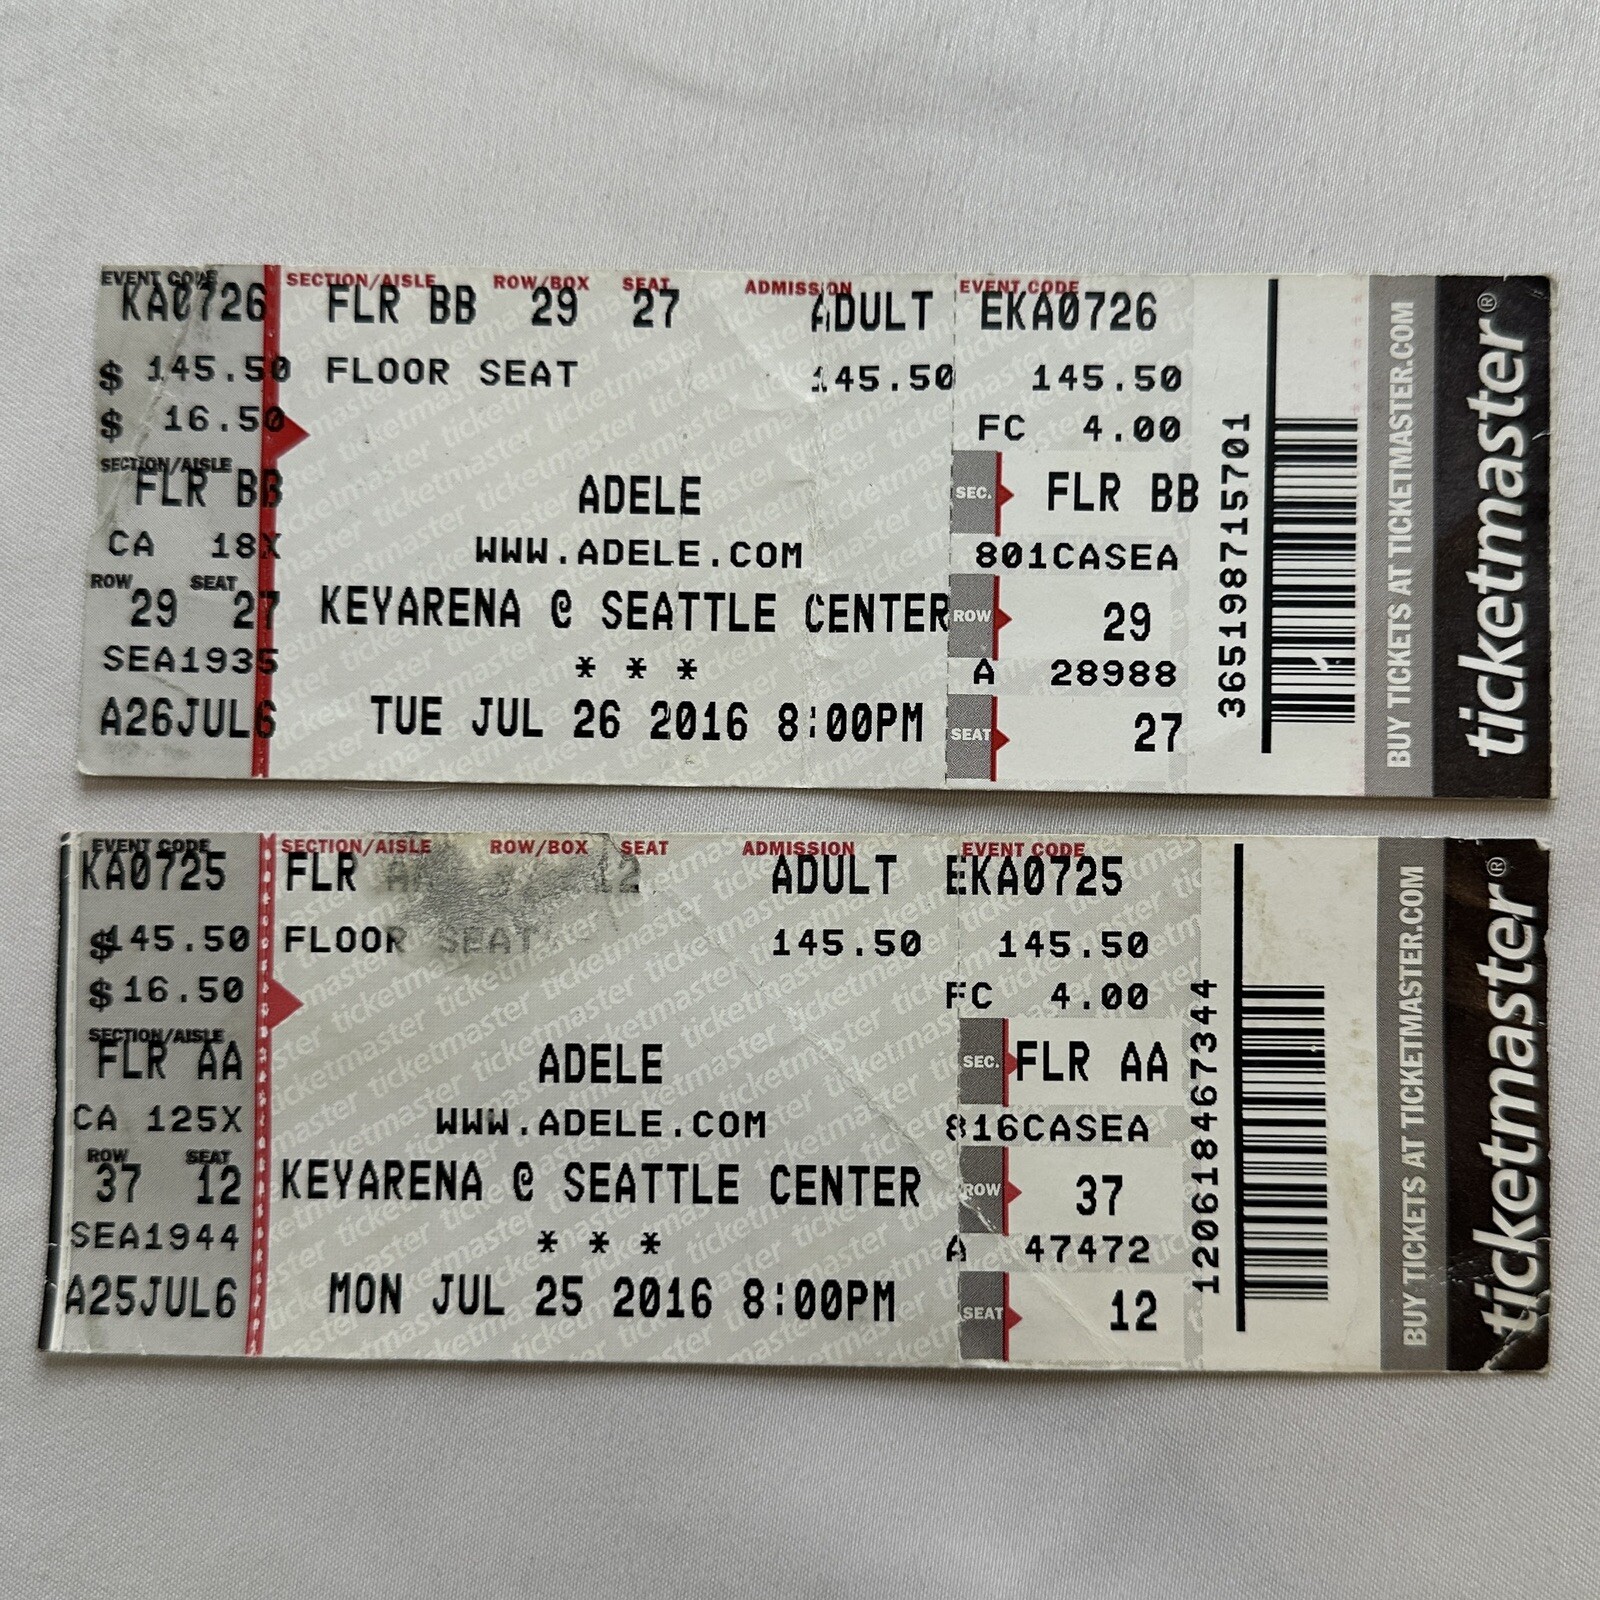 EVENT CODE SECTION/AISLE ROW/BOX SEAT ADMISSION EVENT CODE
KA0726 FLR BB 29 27 ADULT EKA0726
$ 145.50 FLOOR SEAT 145.50 145.50
$ 16.50 FC 4.00
SECTION/AISLE
FLR BB ADELE SEC. FLR BB
CA 18X WWW.ADELE.COM 801CASEA
ROW SEAT
29 27 KEYARENA @ SEATTLE CENTER ROW 29
SEA1935 * * * A 28988
A26JUL6 TUE JUL 26 2016 8:00PM SEAT 27
365198715701
BUY TICKETS AT TICKETMASTER.COM
ticketmaster®
EVENT CODE SECTION/AISLE ROW/BOX SEAT ADMISSION EVENT CODE
KA0725 FLR 12 ADULT EKA0725
$145.50 FLOOR SEAT 145.50 145.50
$ 16.50 FC 4.00
SECTION/AISLE
FLR AA ADELE SEC. FLR AA
CA 125X WWW.ADELE.COM 816CASEA
ROW SEAT
37 12 KEYARENA @ SEATTLE CENTER ROW 37
SEA1944 * * * A 47472
A25JUL6 MON JUL 25 2016 8:00PM SEAT 12
120618467344
BUY TICKETS AT TICKETMASTER.COM
ticketmaster®